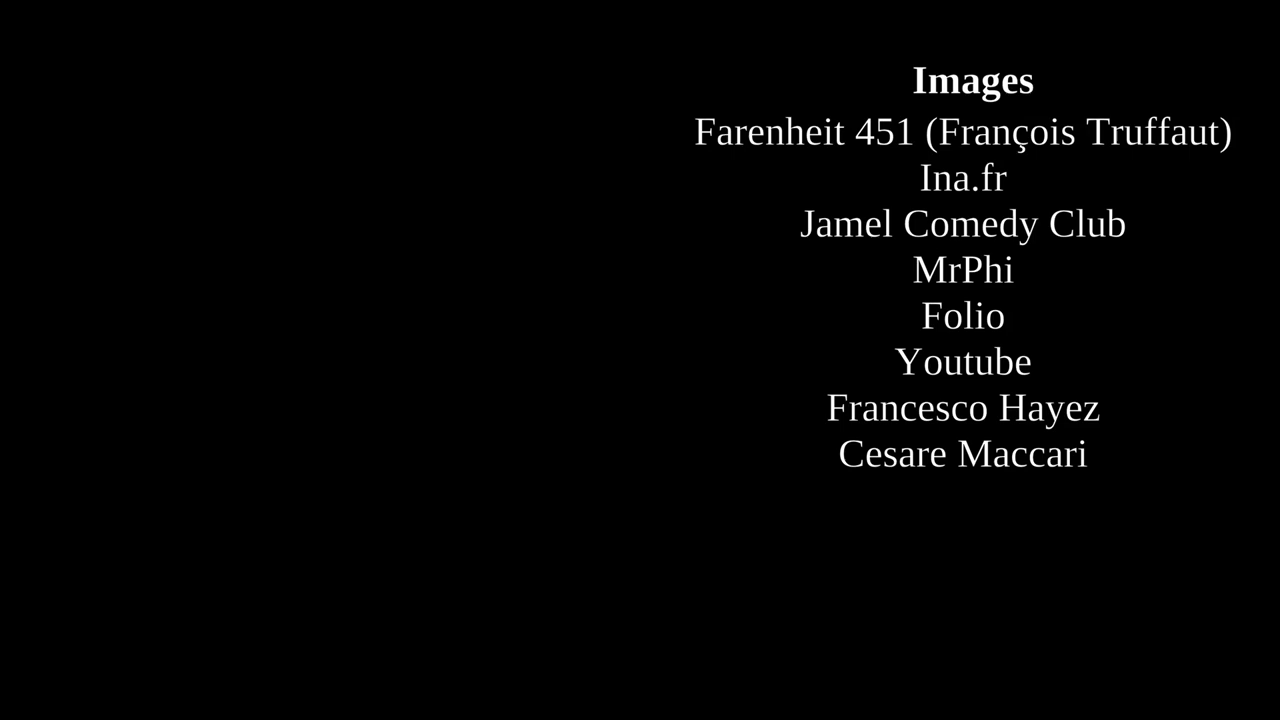 Images
Farenheit 451 (François Truffaut)
Ina.fr
Jamel Comedy Club
MrPhi
Folio
Youtube
Francesco Hayez
Cesare Maccari